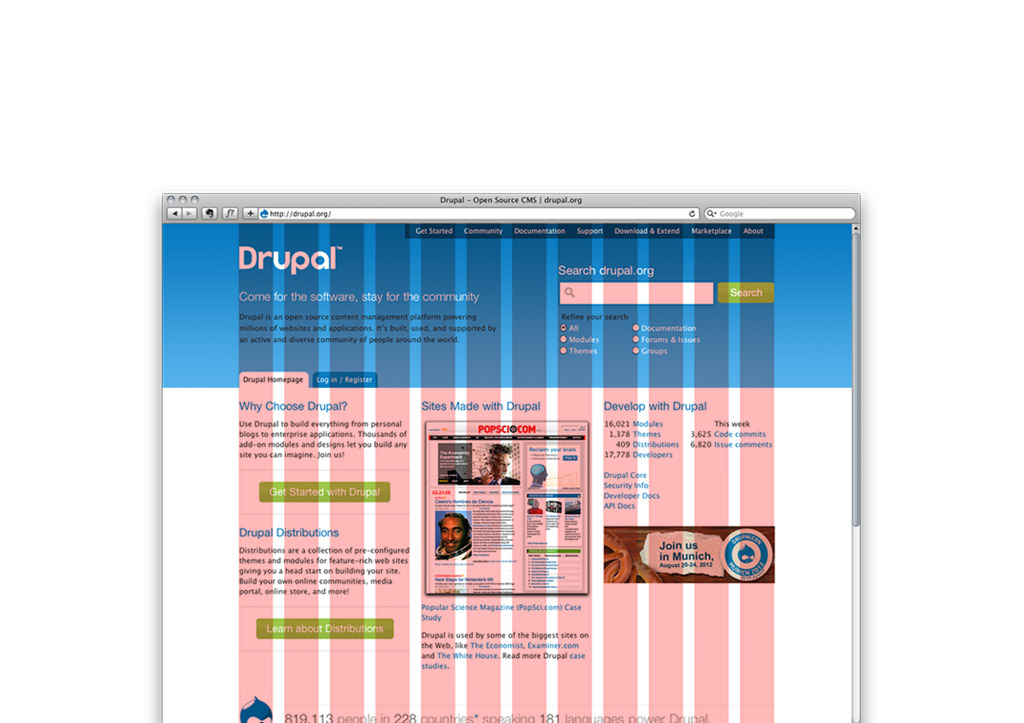 Drupal – Open Source CMS | drupal.org
http://drupal.org/
Google
Get Started Community Documentation Support Download & Extend Marketplace About
Drupal™
Come for the software, stay for the community
Drupal is an open source content management platform powering
millions of websites and applications. It's built, used, and supported by
an active and diverse community of people around the world.
Search drupal.org
Search
Refine your search
All Documentation
Modules Forums & Issues
Themes Groups
Drupal Homepage Log in / Register
Why Choose Drupal?
Use Drupal to build everything from personal
blogs to enterprise applications. Thousands of
add-on modules and designs let you build any
site you can imagine. Join us!
Get Started with Drupal
Drupal Distributions
Distributions are a collection of pre-configured
themes and modules for feature-rich web sites
giving you a head start on building your site.
Build your own online communities, media
portal, online store, and more!
Learn about Distributions
Sites Made with Drupal
POPSCI.COM
The Anonymity
Experiment
Reclaim your brain
Popular Science Magazine (PopSci.com) Case
Study
Drupal is used by some of the biggest sites on
the Web, like The Economist, Examiner.com
and The White House. Read more Drupal case
studies.
Develop with Drupal
16,021 Modules
1,378 Themes
409 Distributions
17,778 Developers
This week
3,625 Code commits
6,820 Issue comments
Drupal Core
Security Info
Developer Docs
API Docs
Join us
in Munich,
August 20-24, 2012
DRUPALCON
MUNICH 2012
819,113 people in 228 countries* speaking 181 languages power Drupal.